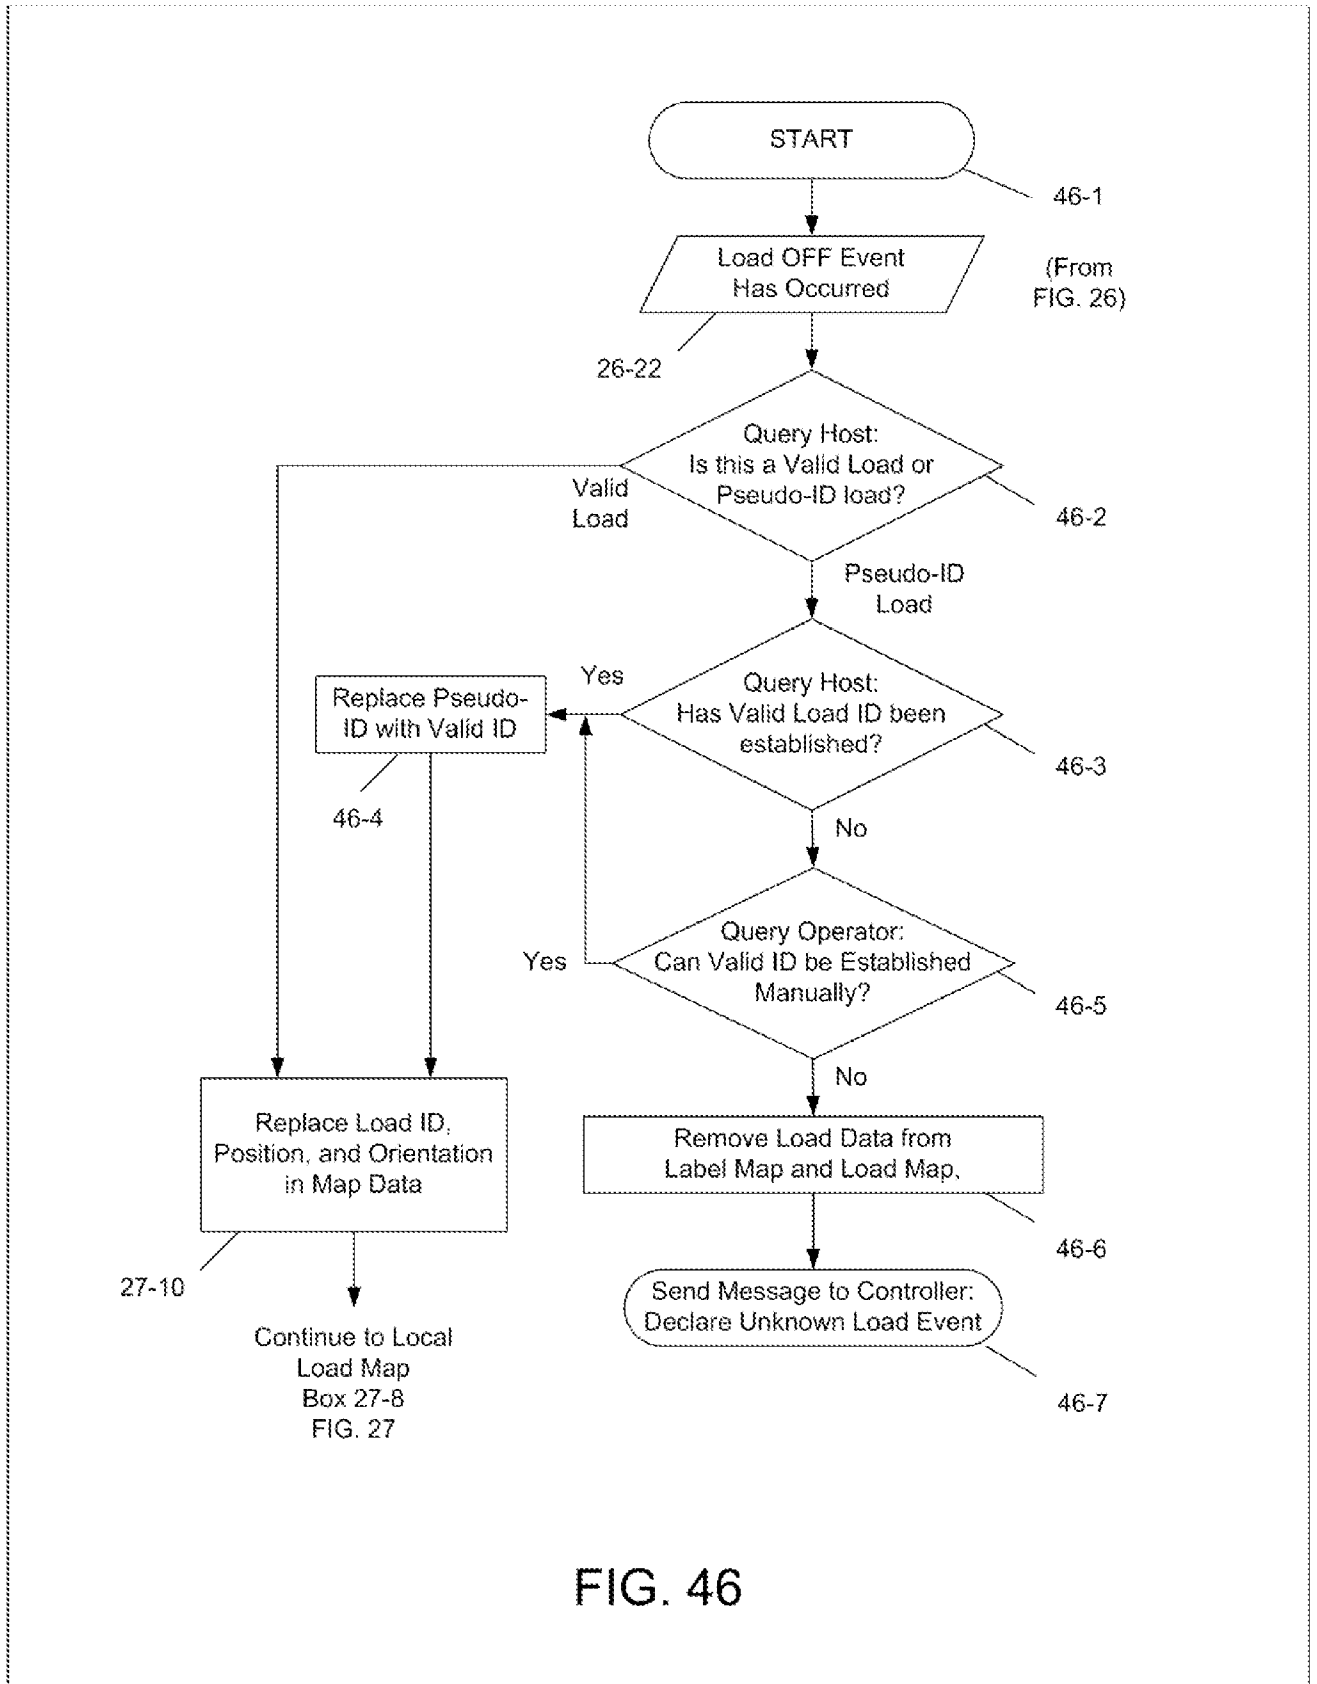 START
46-1
Load OFF Event
Has Occurred
(From
FIG. 26)
26-22
Query Host:
Is this a Valid Load or
Pseudo-ID load?
Valid
Load
46-2
Pseudo-ID
Load
Yes
Query Host:
Has Valid Load ID been
established?
46-3
Replace Pseudo-
ID with Valid ID
46-4
No
Query Operator:
Can Valid ID be Established
Manually?
Yes
46-5
No
Replace Load ID,
Position, and Orientation
in Map Data
27-10
Remove Load Data from
Label Map and Load Map,
46-6
Send Message to Controller:
Declare Unknown Load Event
46-7
Continue to Local
Load Map
Box 27-8
FIG. 27
FIG. 46